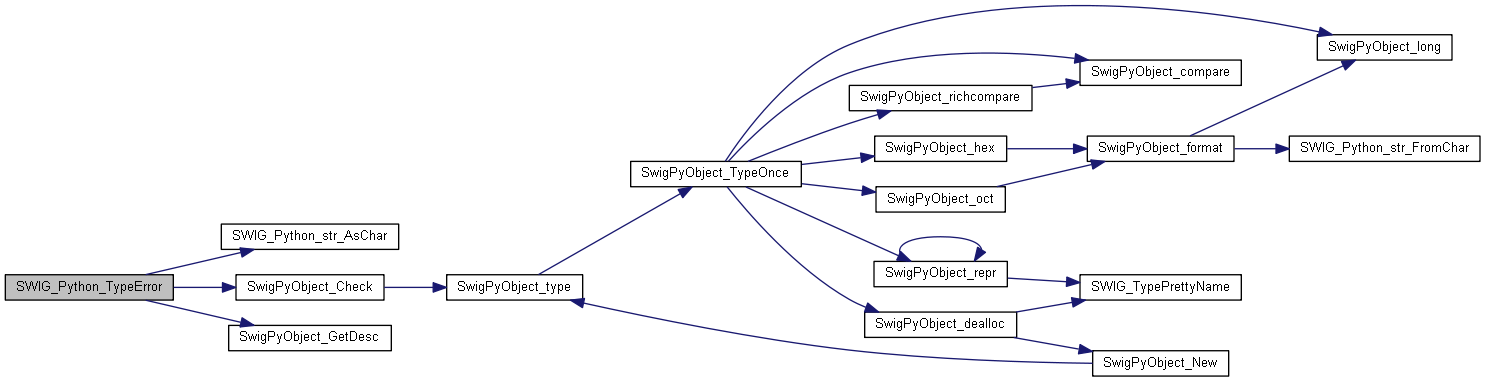 SwigPyObject_long
SwigPyObject_compare
SwigPyObject_richcompare
SwigPyObject_hex
SwigPyObject_format
SWIG_Python_str_FromChar
SwigPyObject_TypeOnce
SwigPyObject_oct
SWIG_Python_str_AsChar
SwigPyObject_repr
SWIG_Python_TypeError
SwigPyObject_Check
SwigPyObject_type
SWIG_TypePrettyName
SwigPyObject_dealloc
SwigPyObject_GetDesc
SwigPyObject_New